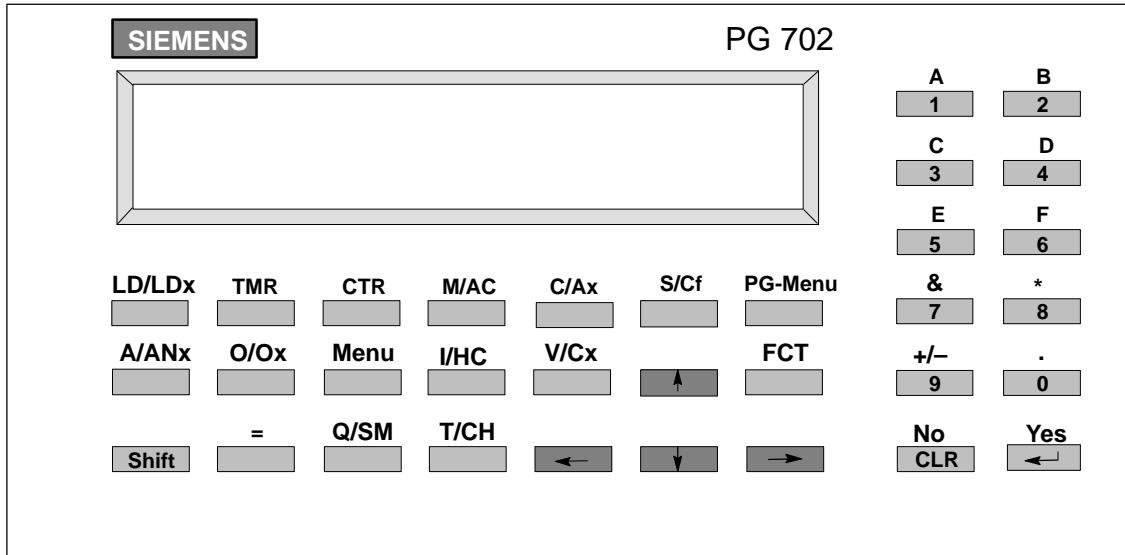 SIEMENS PG 702
A B
1 2
C D
3 4
E F
5 6
LD/LDx TMR CTR M/AC C/Ax S/Cf PG-Menu & *
7 8
A/ANx O/Ox Menu I/HC V/Cx FCT +/– .
9 0
= Q/SM T/CH No Yes
Shift CLR